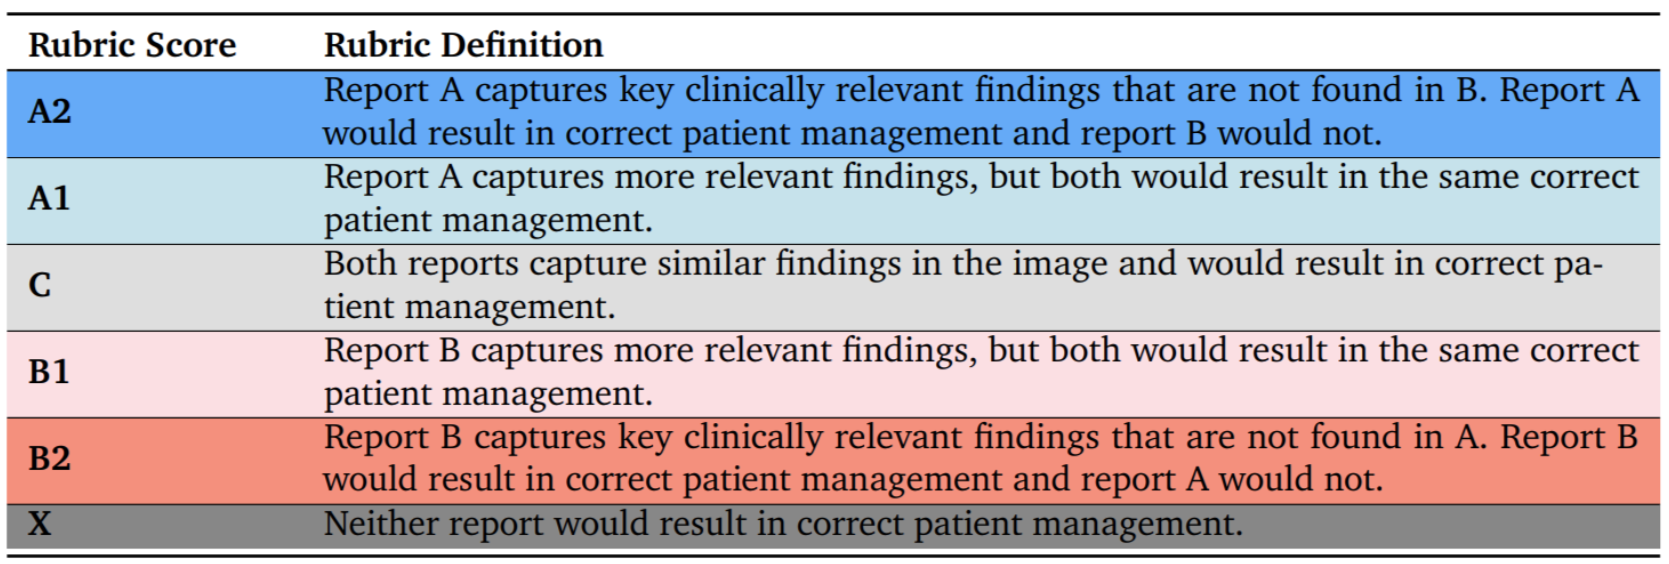 Rubric Score Rubric Definition
A2 Report A captures key clinically relevant findings that are not found in B. Report A
would result in correct patient management and report B would not.
A1 Report A captures more relevant findings, but both would result in the same correct
patient management.
C Both reports capture similar findings in the image and would result in correct pa-
tient management.
B1 Report B captures more relevant findings, but both would result in the same correct
patient management.
B2 Report B captures key clinically relevant findings that are not found in A. Report B
would result in correct patient management and report A would not.
X Neither report would result in correct patient management.